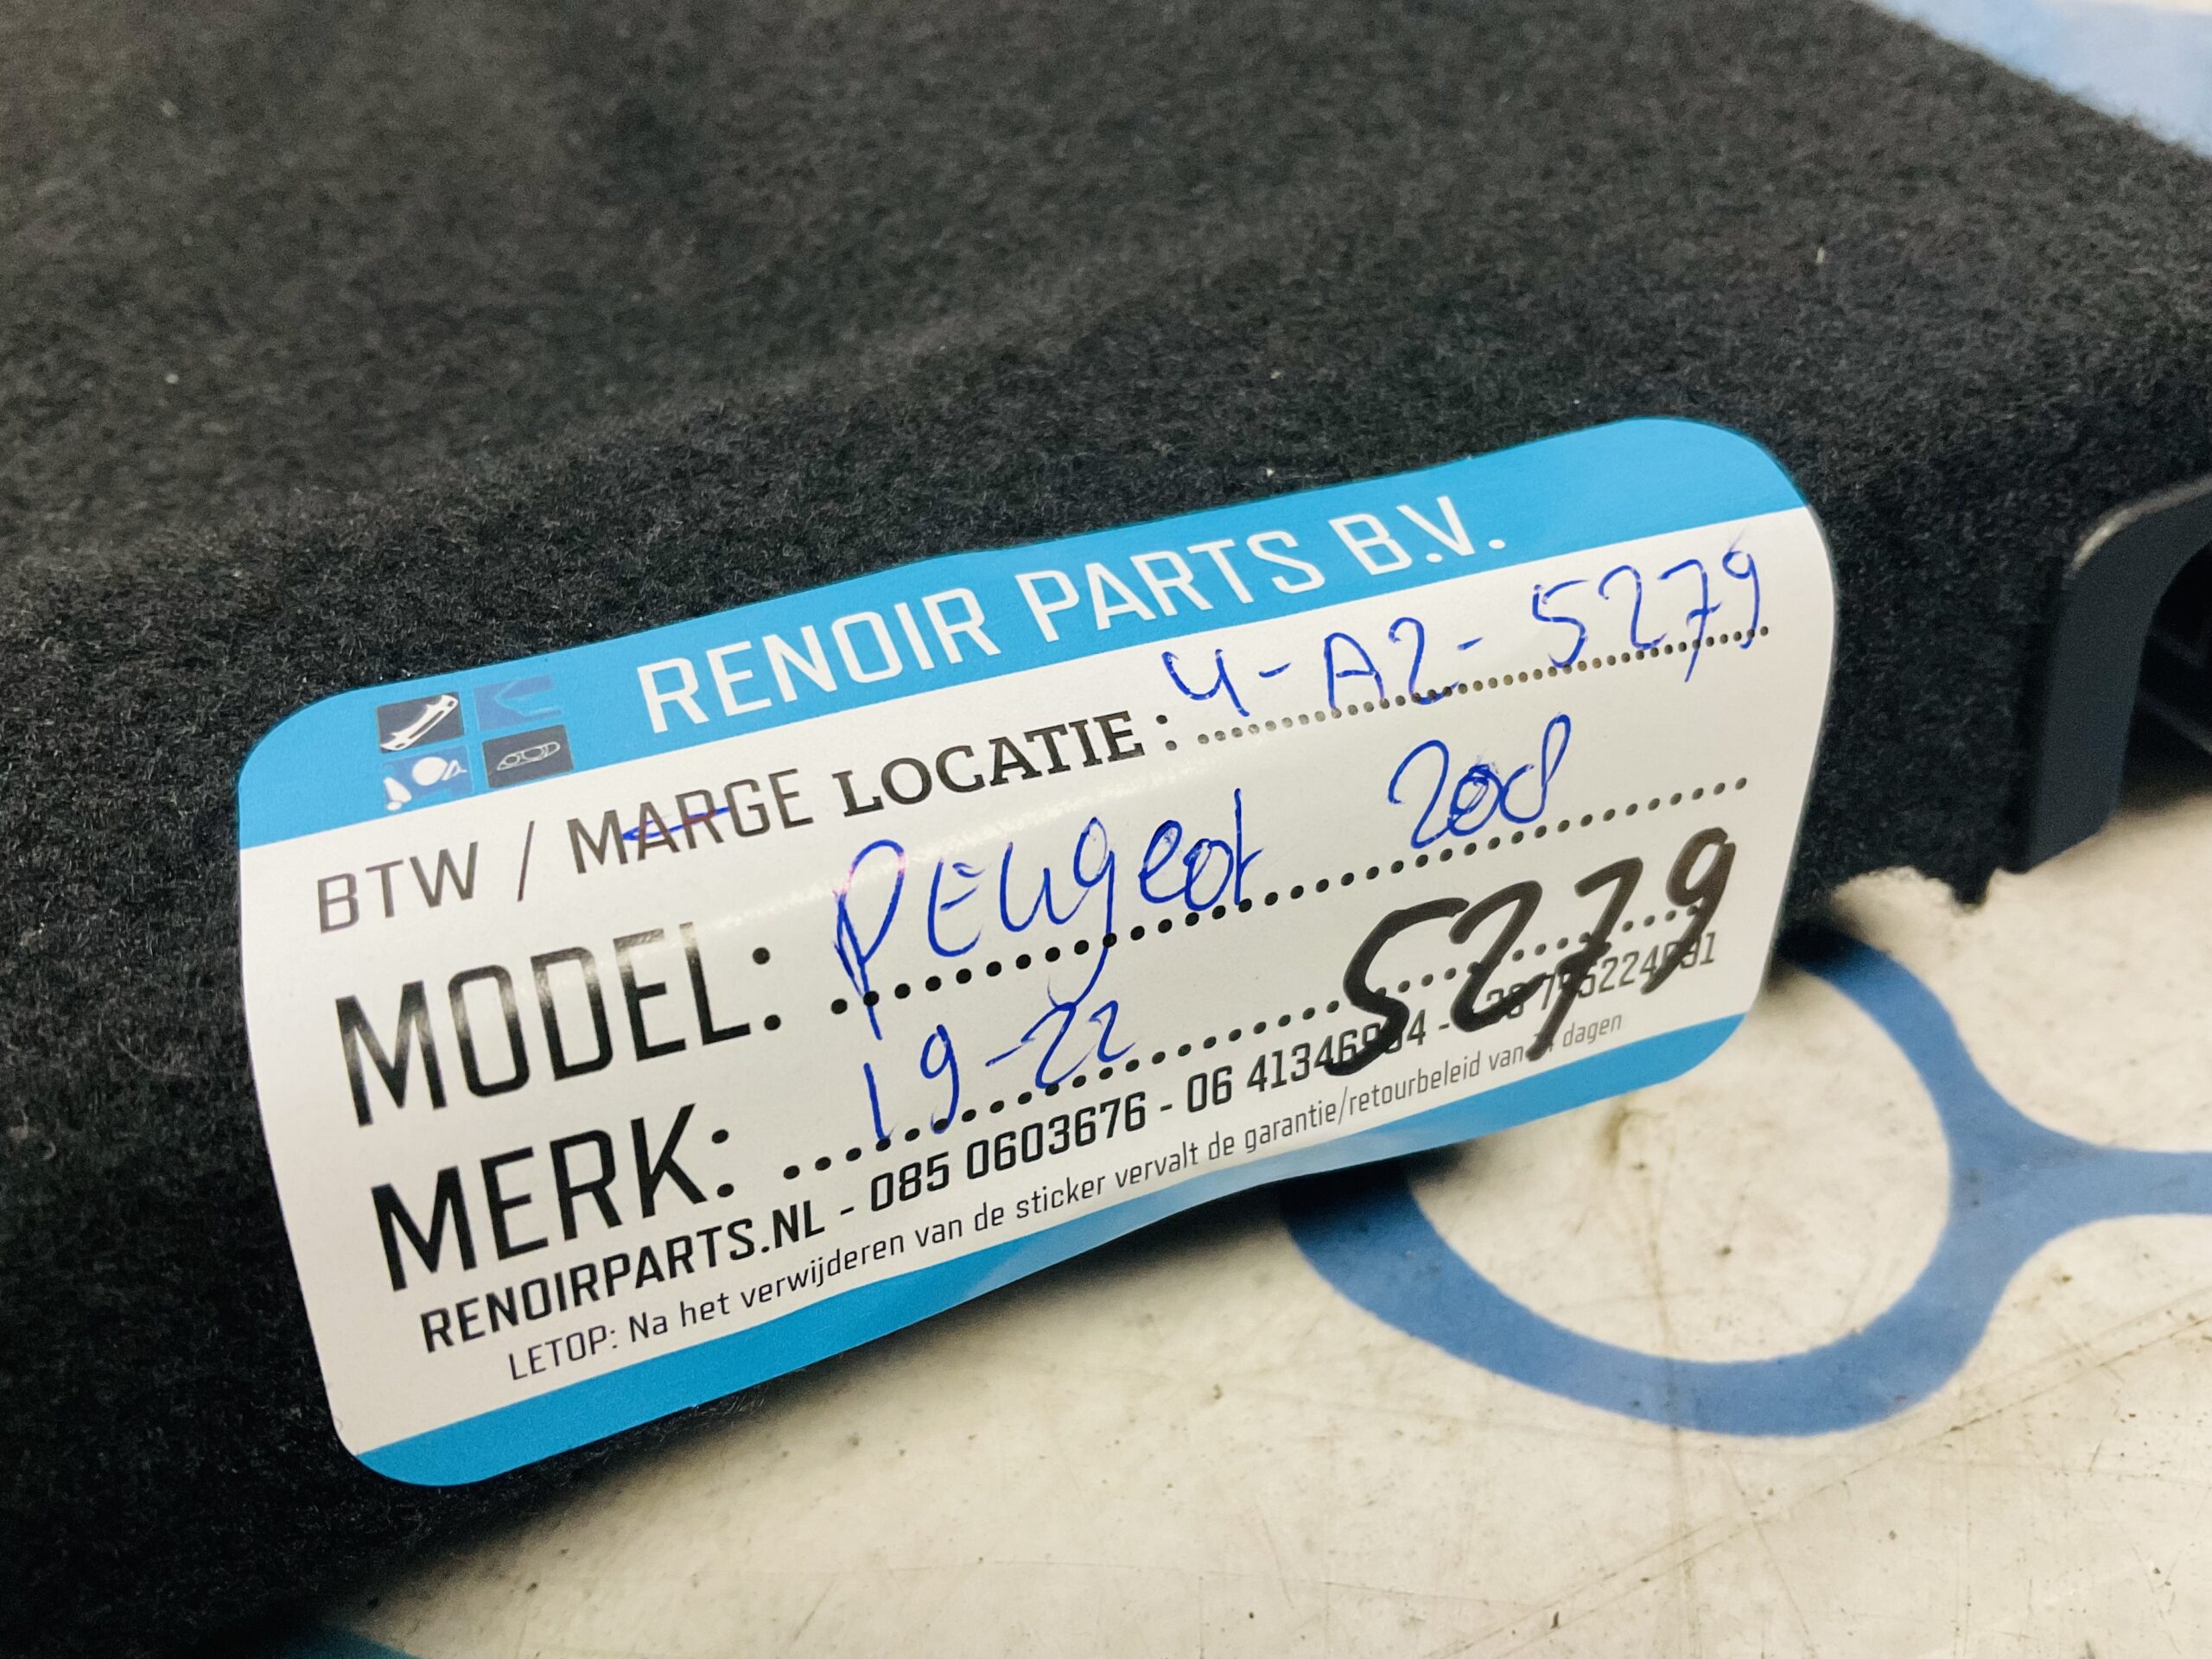 RENOIR PARTS B.V.
BTW / MARGE LOCATIE : 4-A2-5279
MODEL: PEugeot 208
MERK: 19-22
5279
RENOIRPARTS.NL - 085 0603676 - 06
LETOP: Na het verwijderen van de sticker vervalt de garantie/retourbeleid van dagen